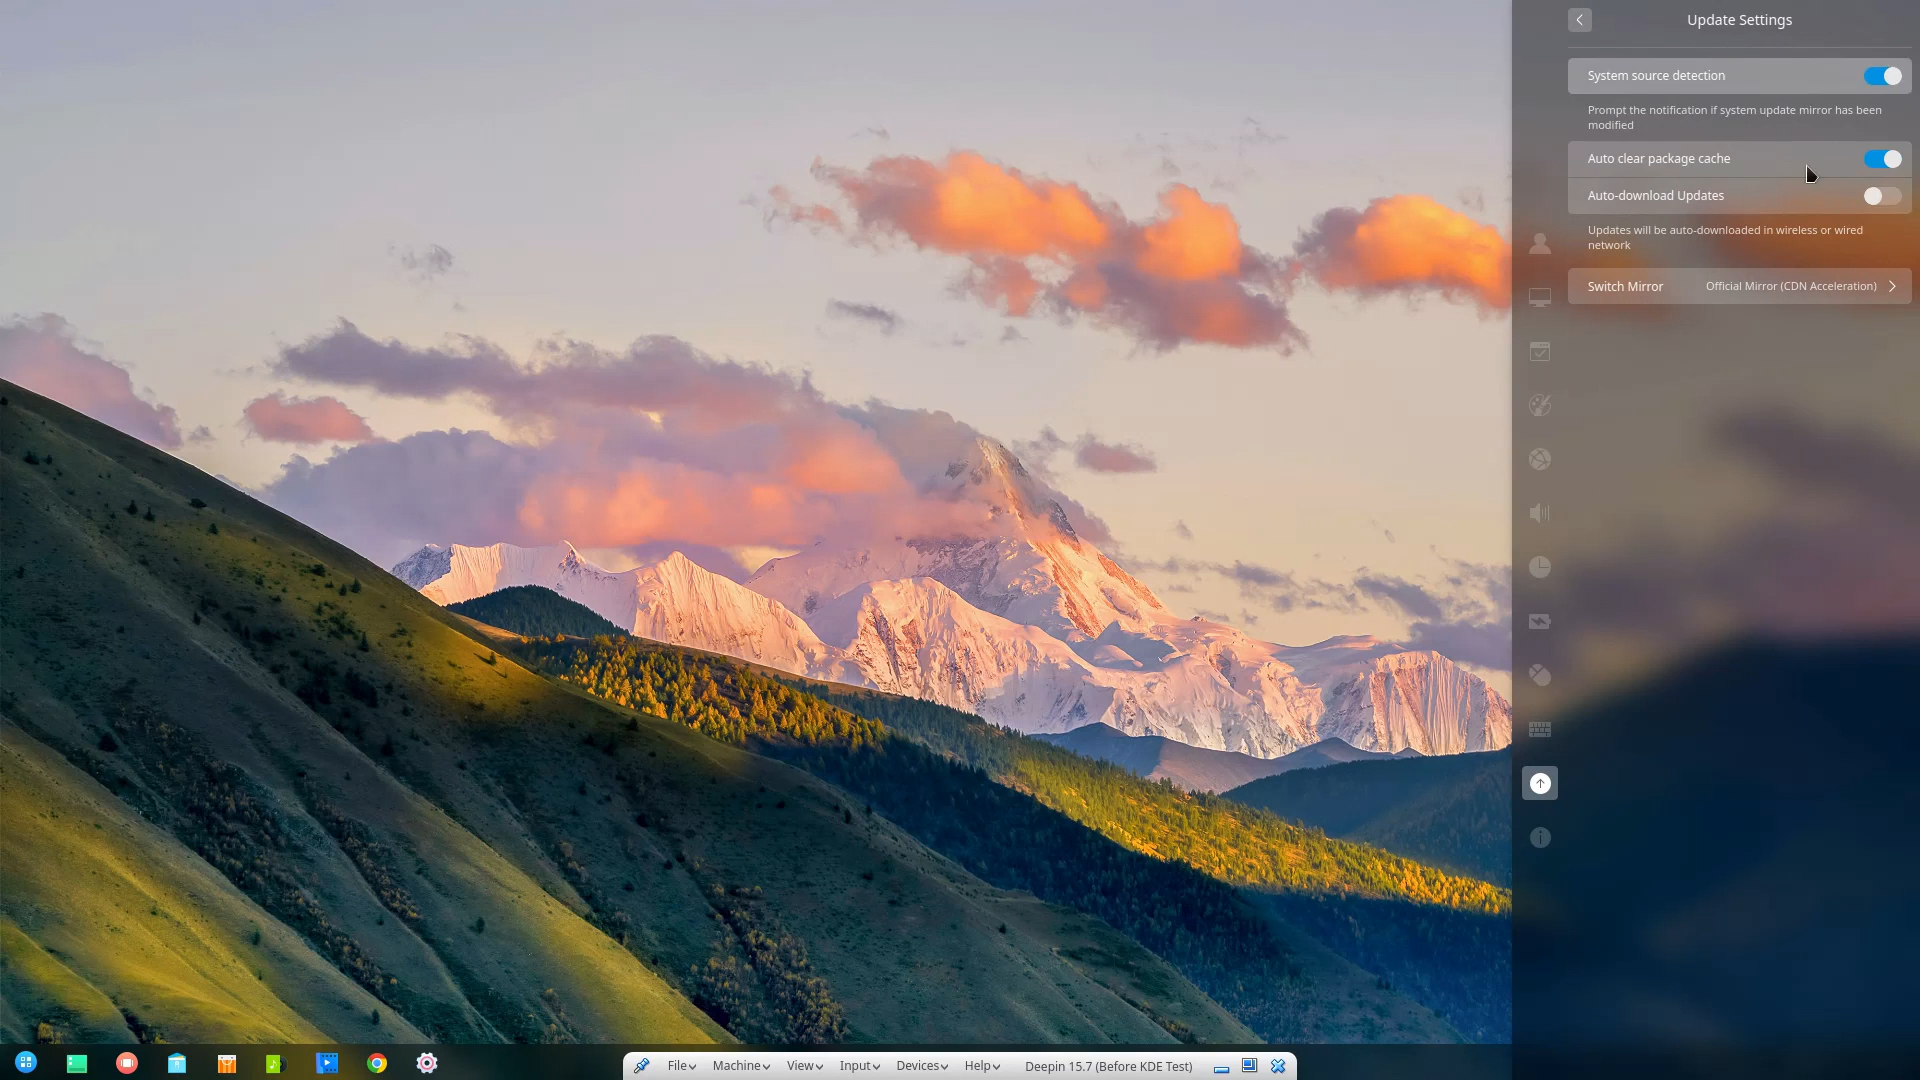 Update Settings
System source detection
Prompt the notification if system update mirror has been
modified
Auto clear package cache
Auto-download Updates
Updates will be auto-downloaded in wireless or wired
network
Switch Mirror Official Mirror (CDN Acceleration)
File Machine View Input Devices Help Deepin 15.7 (Before KDE Test)